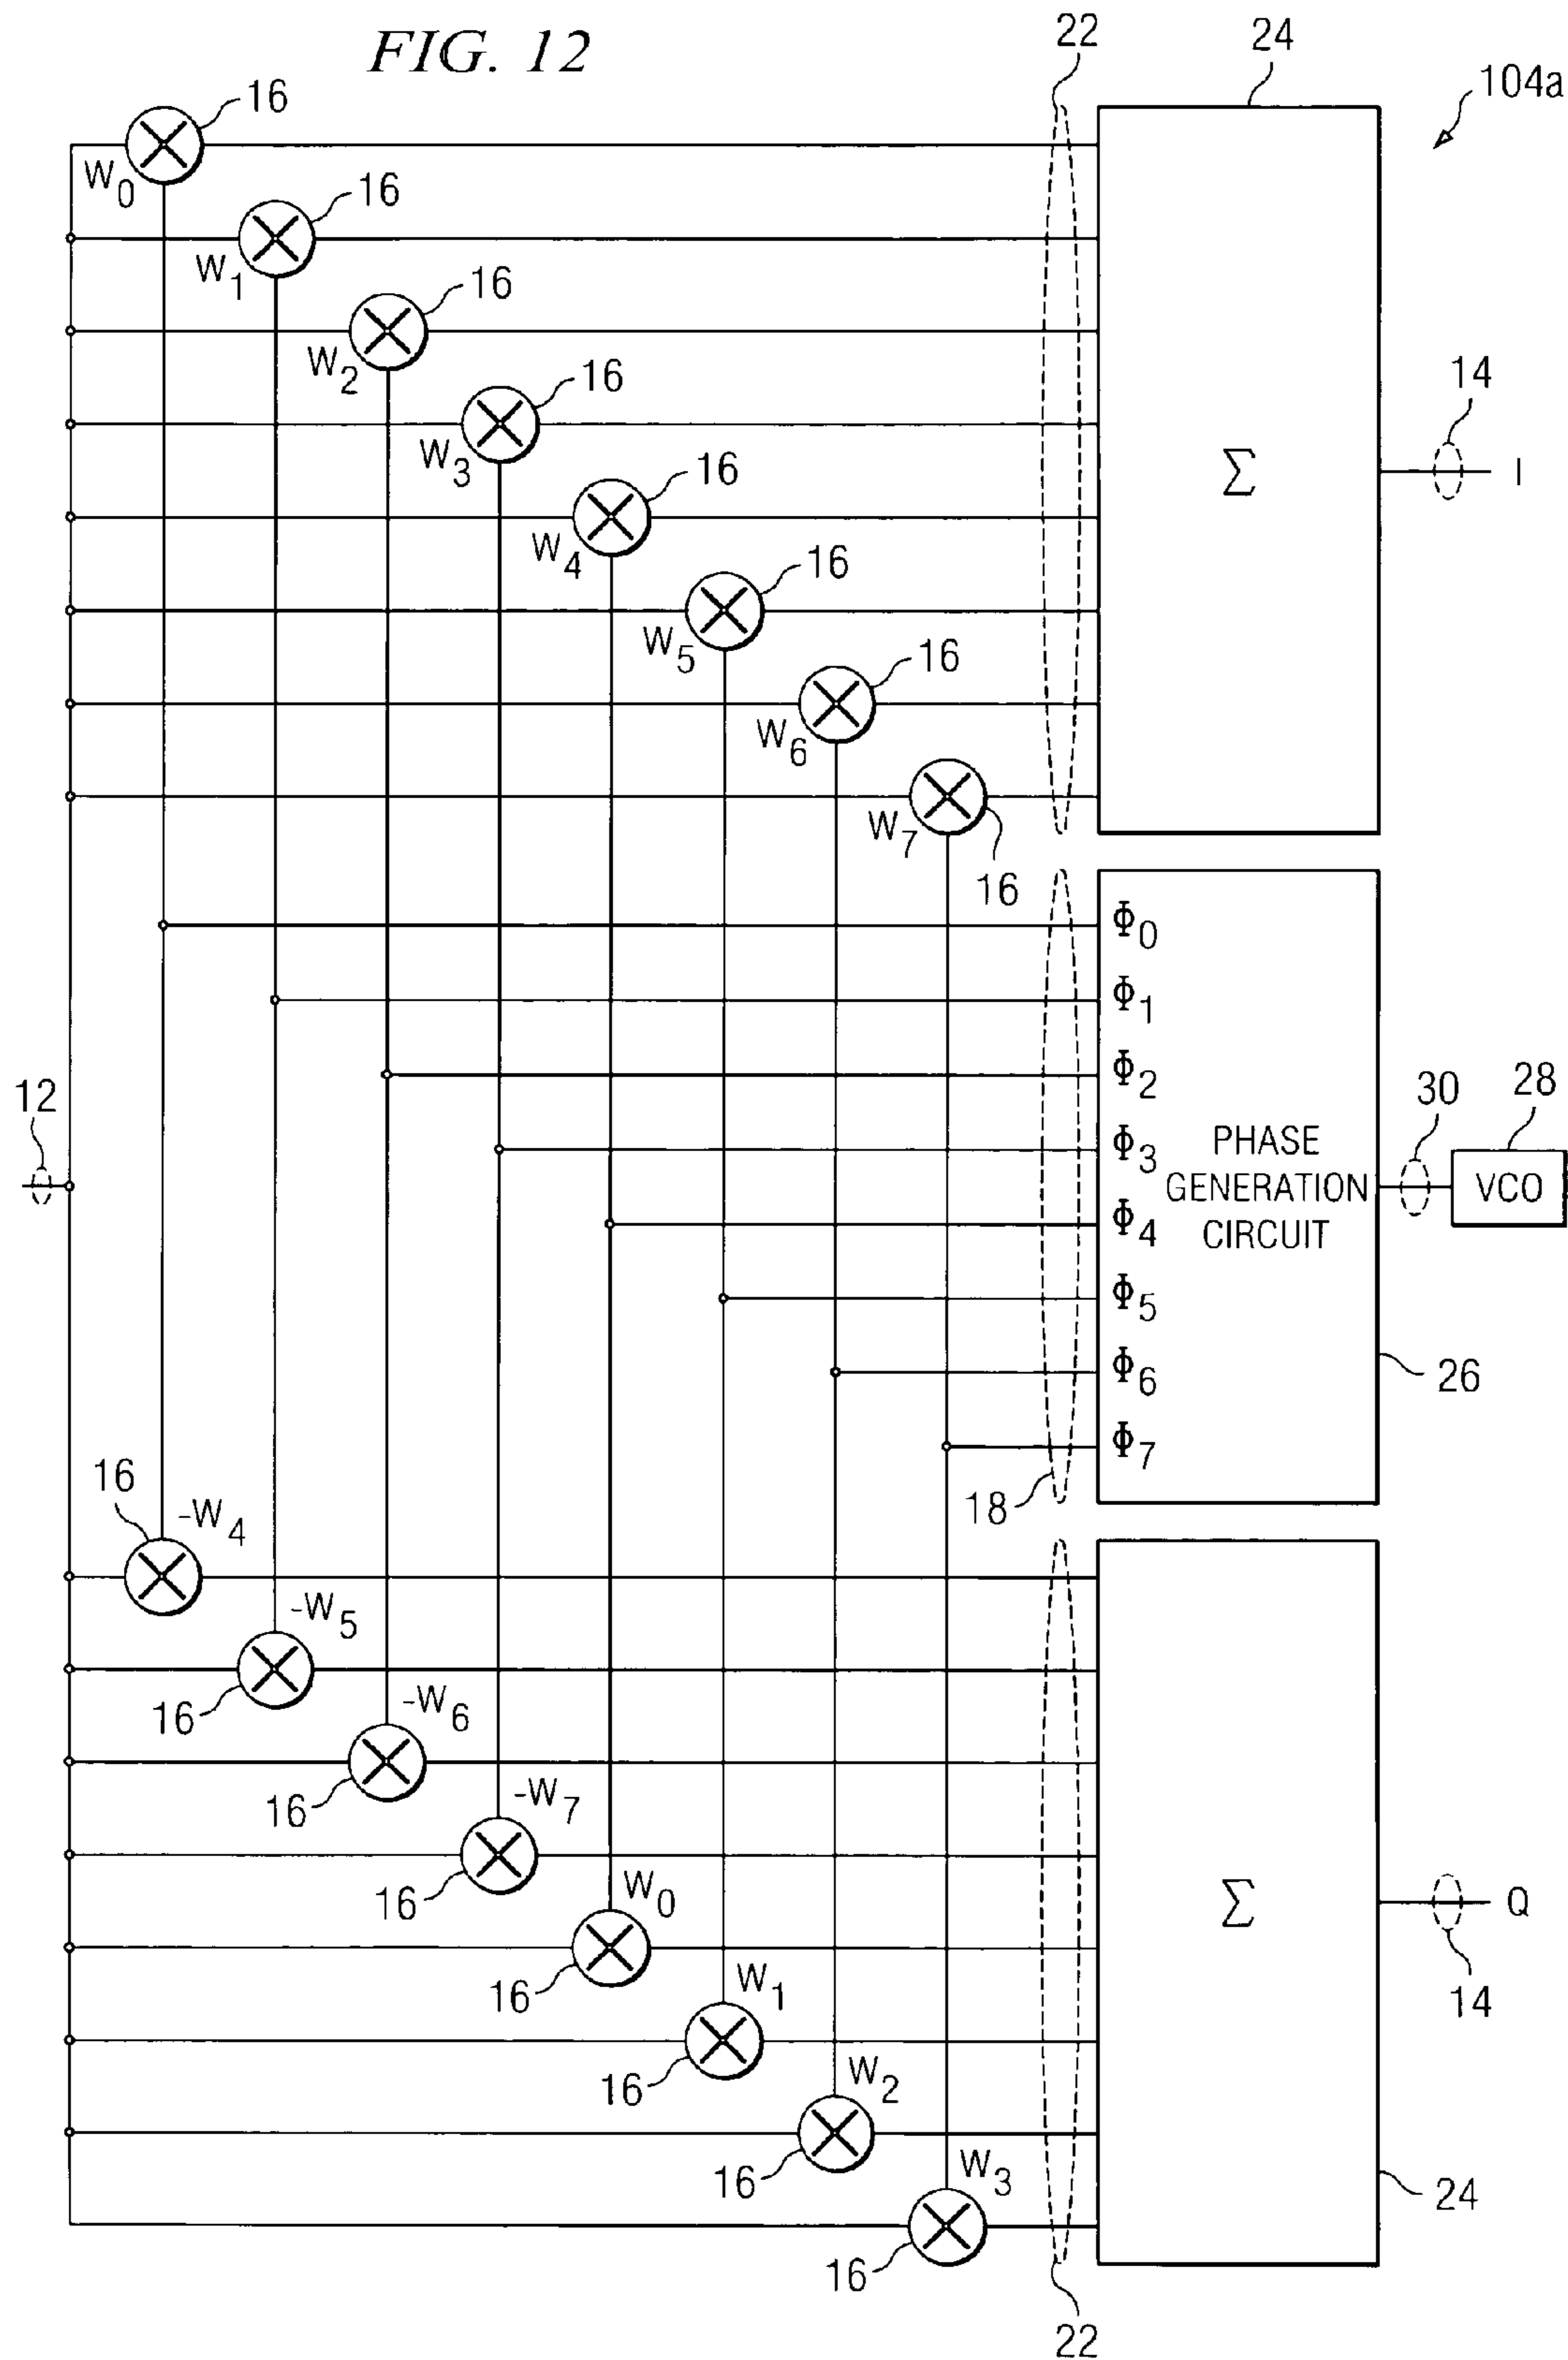 FIG. 12
22
24
104a
16
W0
16
W1
16
W2
16
W3
16
W4
16
W5
16
W6
16
W7
16
Σ
14
I
Φ0
Φ1
Φ2
Φ3
Φ4
Φ5
Φ6
Φ7
PHASE
GENERATION
CIRCUIT
30
28
VCO
12
26
18
16
-W4
-W5
16
-W6
16
-W7
16
W0
16
W1
16
W2
16
W3
16
Σ
Q
14
24
22